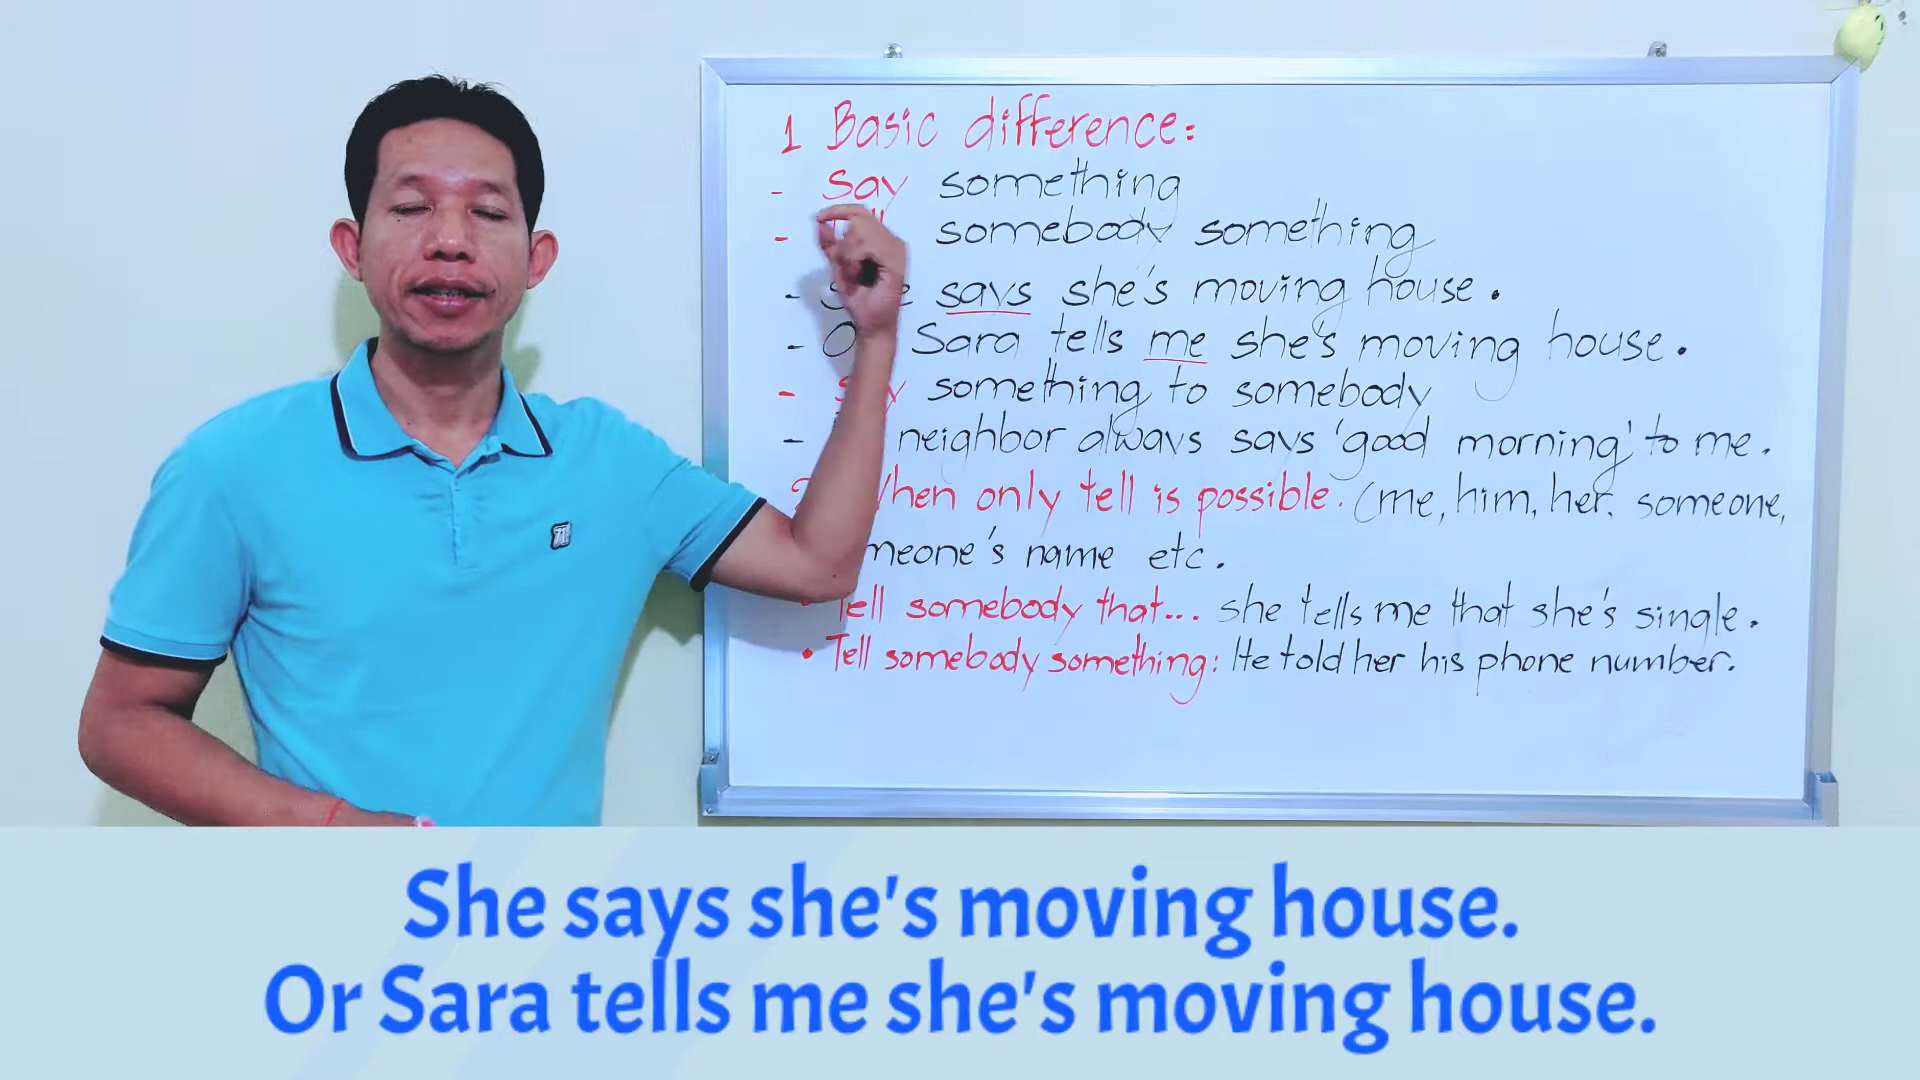 1 Basic difference:
- Say something
- somebody something
- says she's moving house.
- Sara tells me she's moving house.
- something to somebody
- neighbor always says 'good morning' to me.
When only tell is possible. (me, him, her, someone,
someone's name etc.
• Tell somebody that... she tells me that she's single.
• Tell somebody something: He told her his phone number.
She says she's moving house.
Or Sara tells me she's moving house.